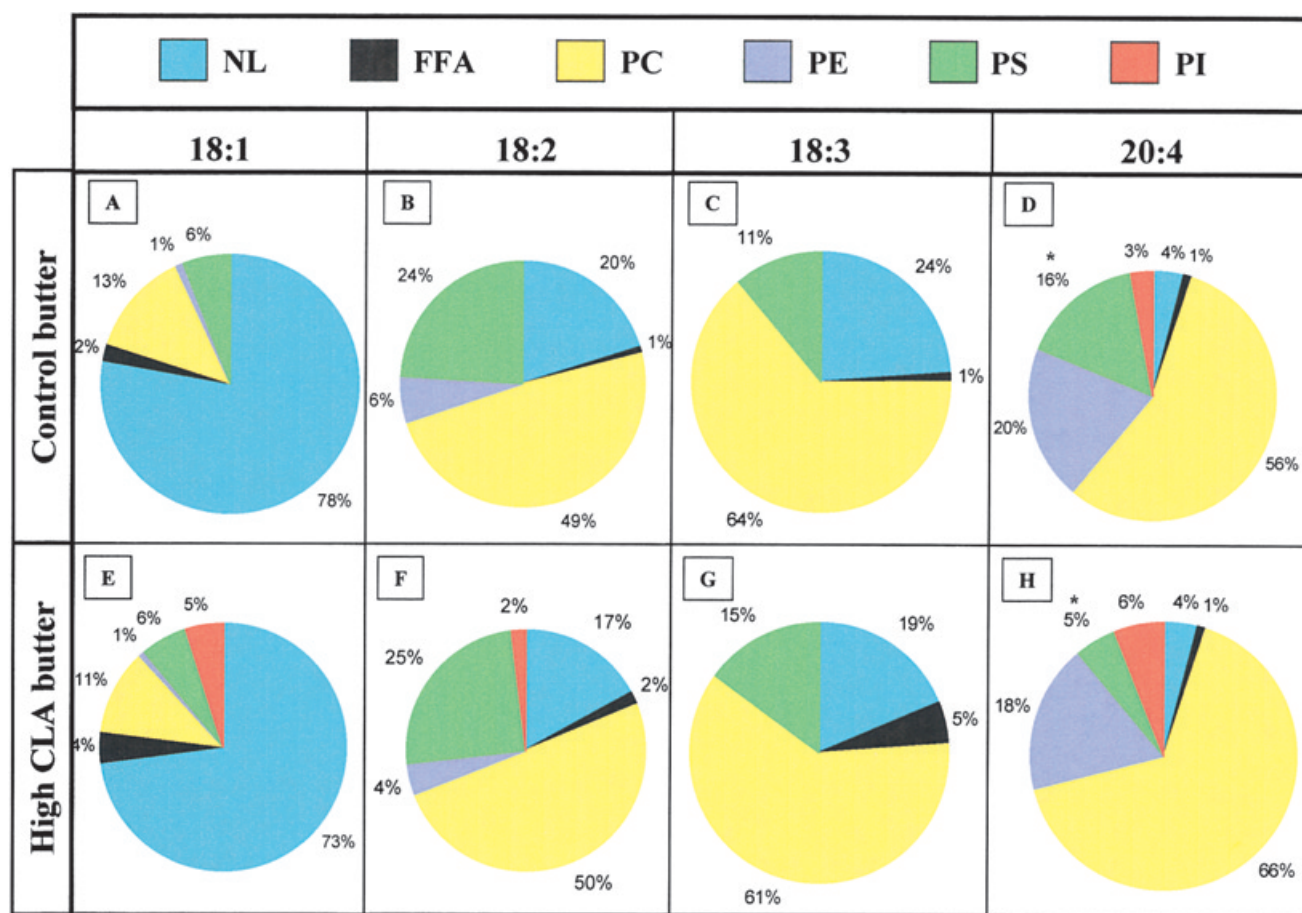 NL FFA PC PE PS PI
18:1 18:2 18:3 20:4
Control butter
A
1% 6%
13%
2%
78%
B
24% 20%
1%
6%
49%
C
11% 24%
1%
64%
D
* 3% 4% 1%
16%
20%
56%
High CLA butter
E
6% 5%
1%
11%
4%
73%
F
2% 17%
25%
2%
4%
50%
G
15% 19%
5%
61%
H
* 6% 4% 1%
5%
18%
66%